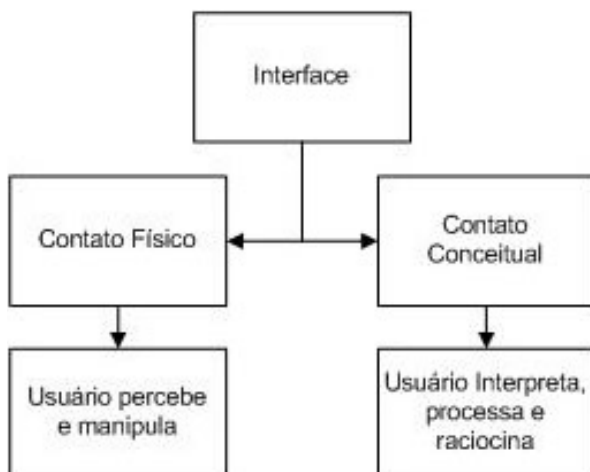 Interface
Contato Físico
Contato
Conceitual
Usuário percebe
e manipula
Usuário Interpreta,
processa e
raciocina